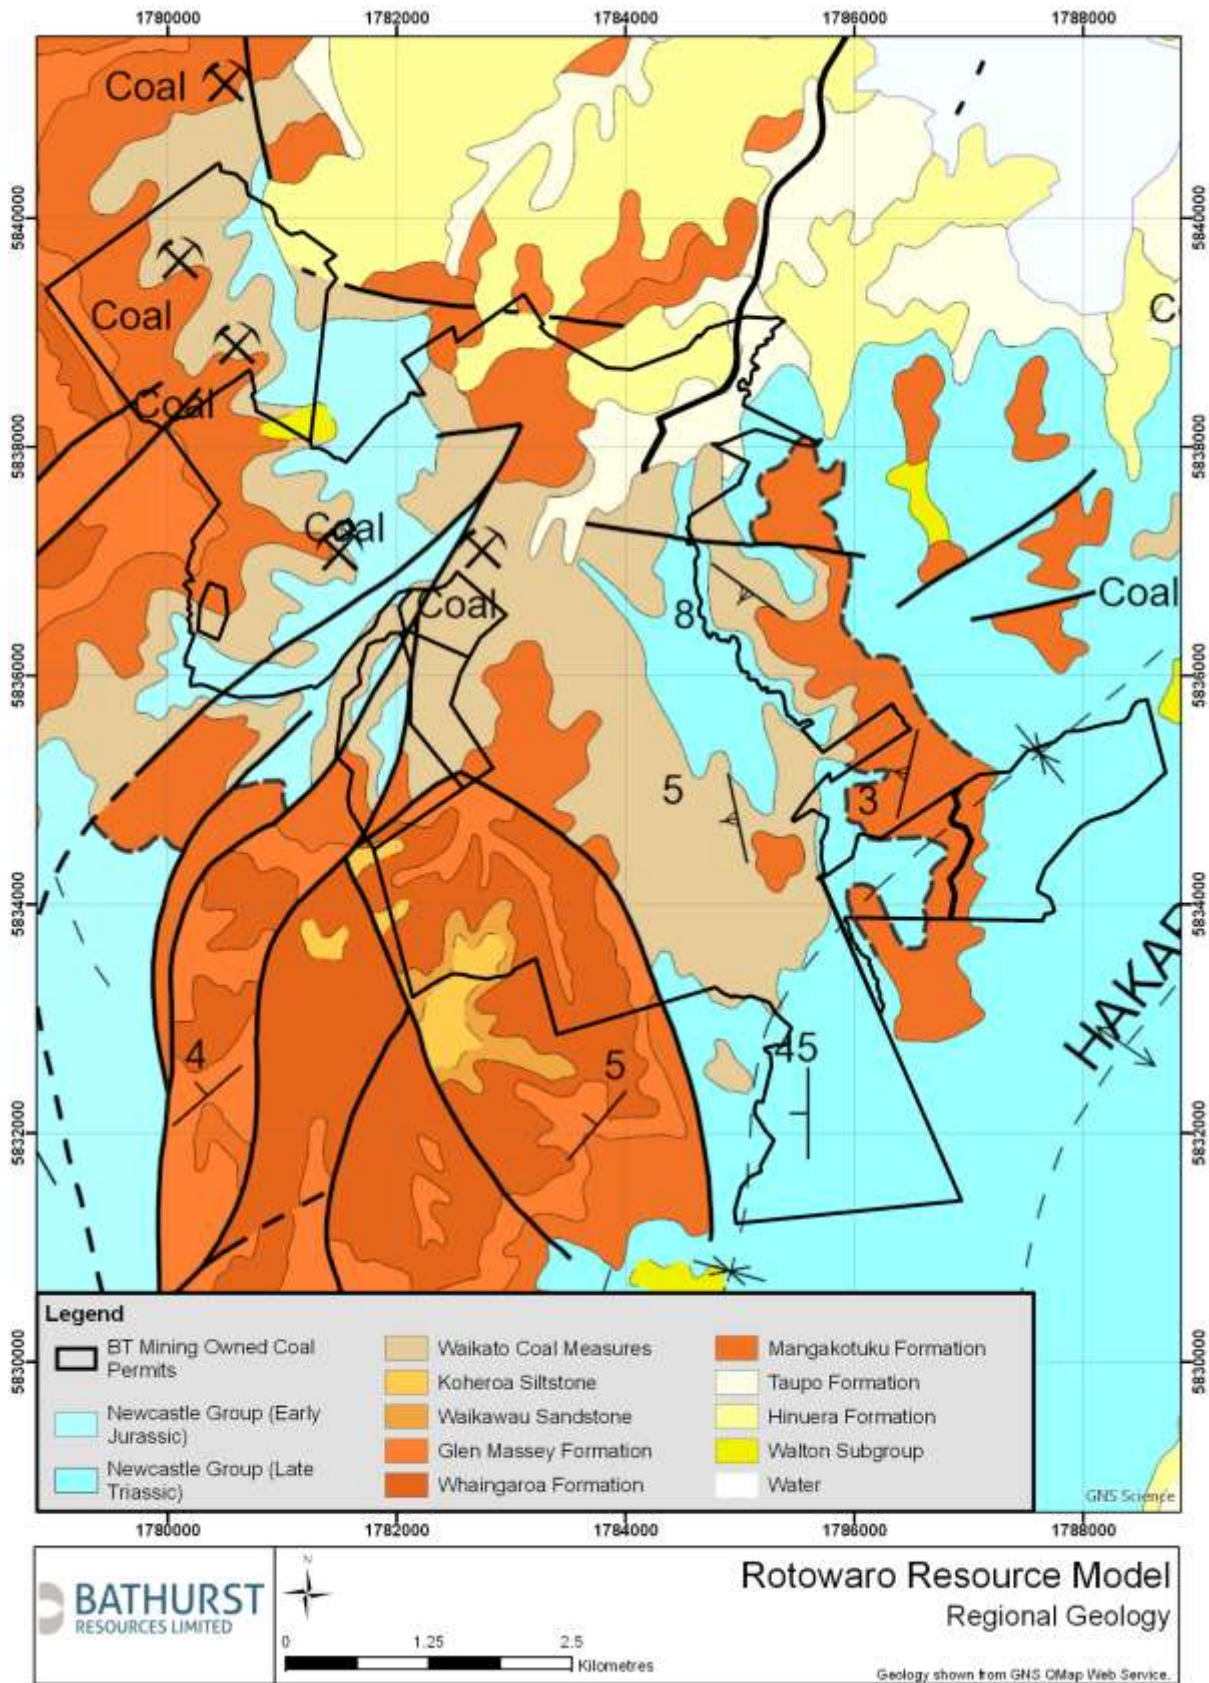 1780000
1782000
1784000
1786000
1788000
Coal
5840000
5840000
Coal
C
Coal
5838000
5838000
Coal
Coal
Coal
8
5836000
5836000
5
3
5834000
5834000
HAKAR
4
5
45
5832000
5832000
Legend
BT Mining Owned Coal
Permits
Newcastle Group (Early
Jurassic)
Newcastle Group (Late
Triassic)
Waikato Coal Measures
Koheroa Siltstone
Waikawau Sandstone
Glen Massey Formation
Whaingaroa Formation
Mangakotuku Formation
Taupo Formation
Hinuera Formation
Walton Subgroup
Water
5830000
5830000
GNS Science
1780000
1782000
1784000
1786000
1788000
BATHURST
RESOURCES LIMITED
N
0 1.25 2.5
Kilometres
Rotowaro Resource Model
Regional Geology
Geology shown from GNS QMap Web Service.